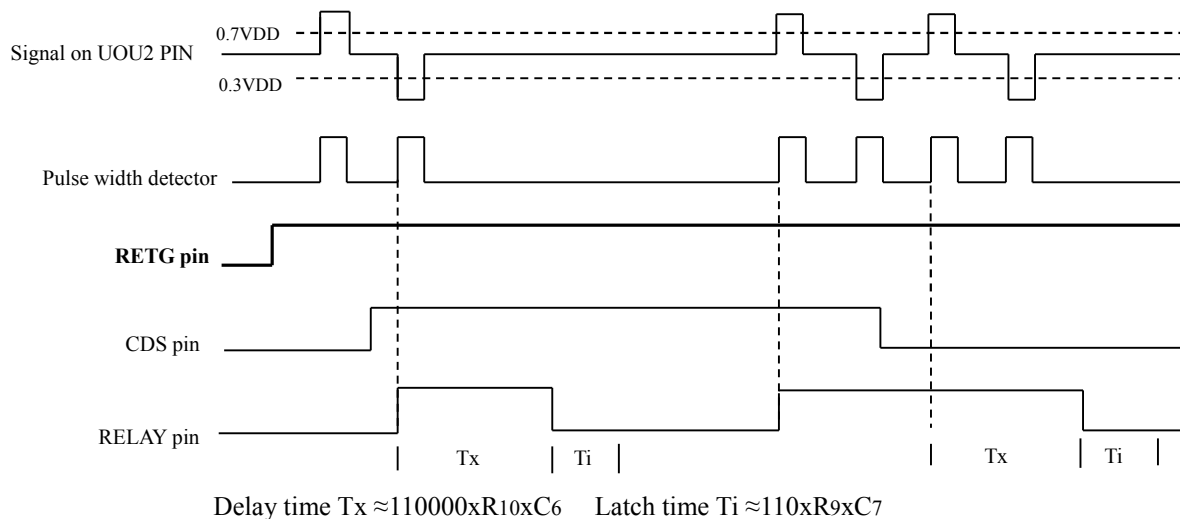 0.7VDD
Signal on UOU2 PIN
0.3VDD
Pulse width detector
RETG pin
CDS pin
RELAY pin
Tx Ti Tx Ti
Delay time Tx ≈110000xR10xC6 Latch time Ti ≈110xR9xC7